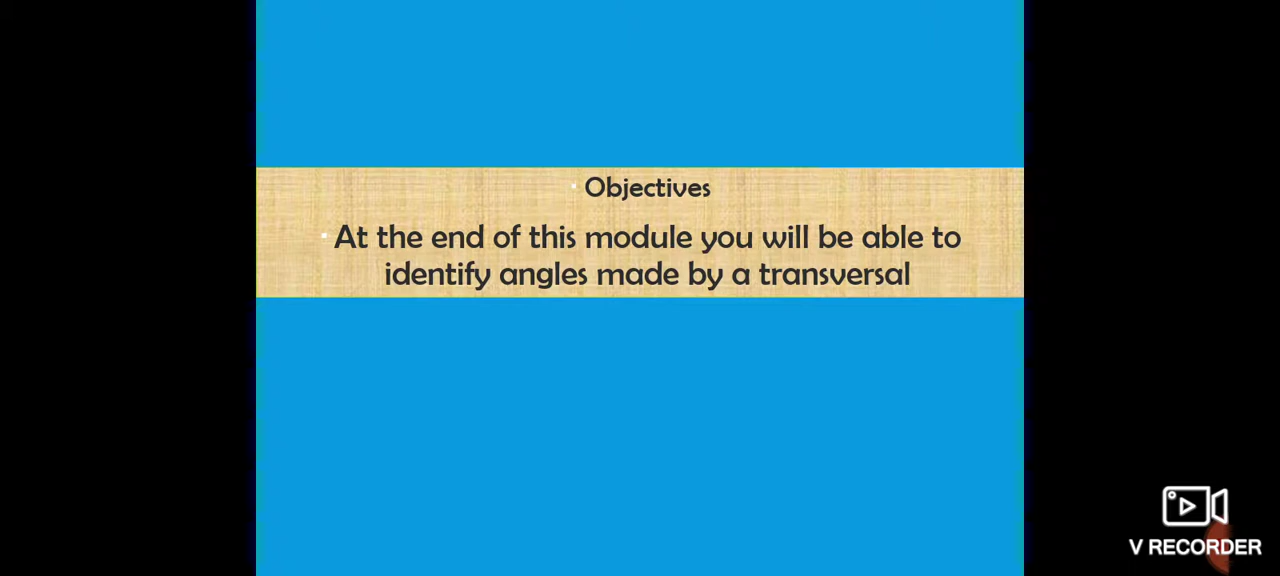 Objectives
At the end of this module you will be able to
identify angles made by a transversal
V RECORDER